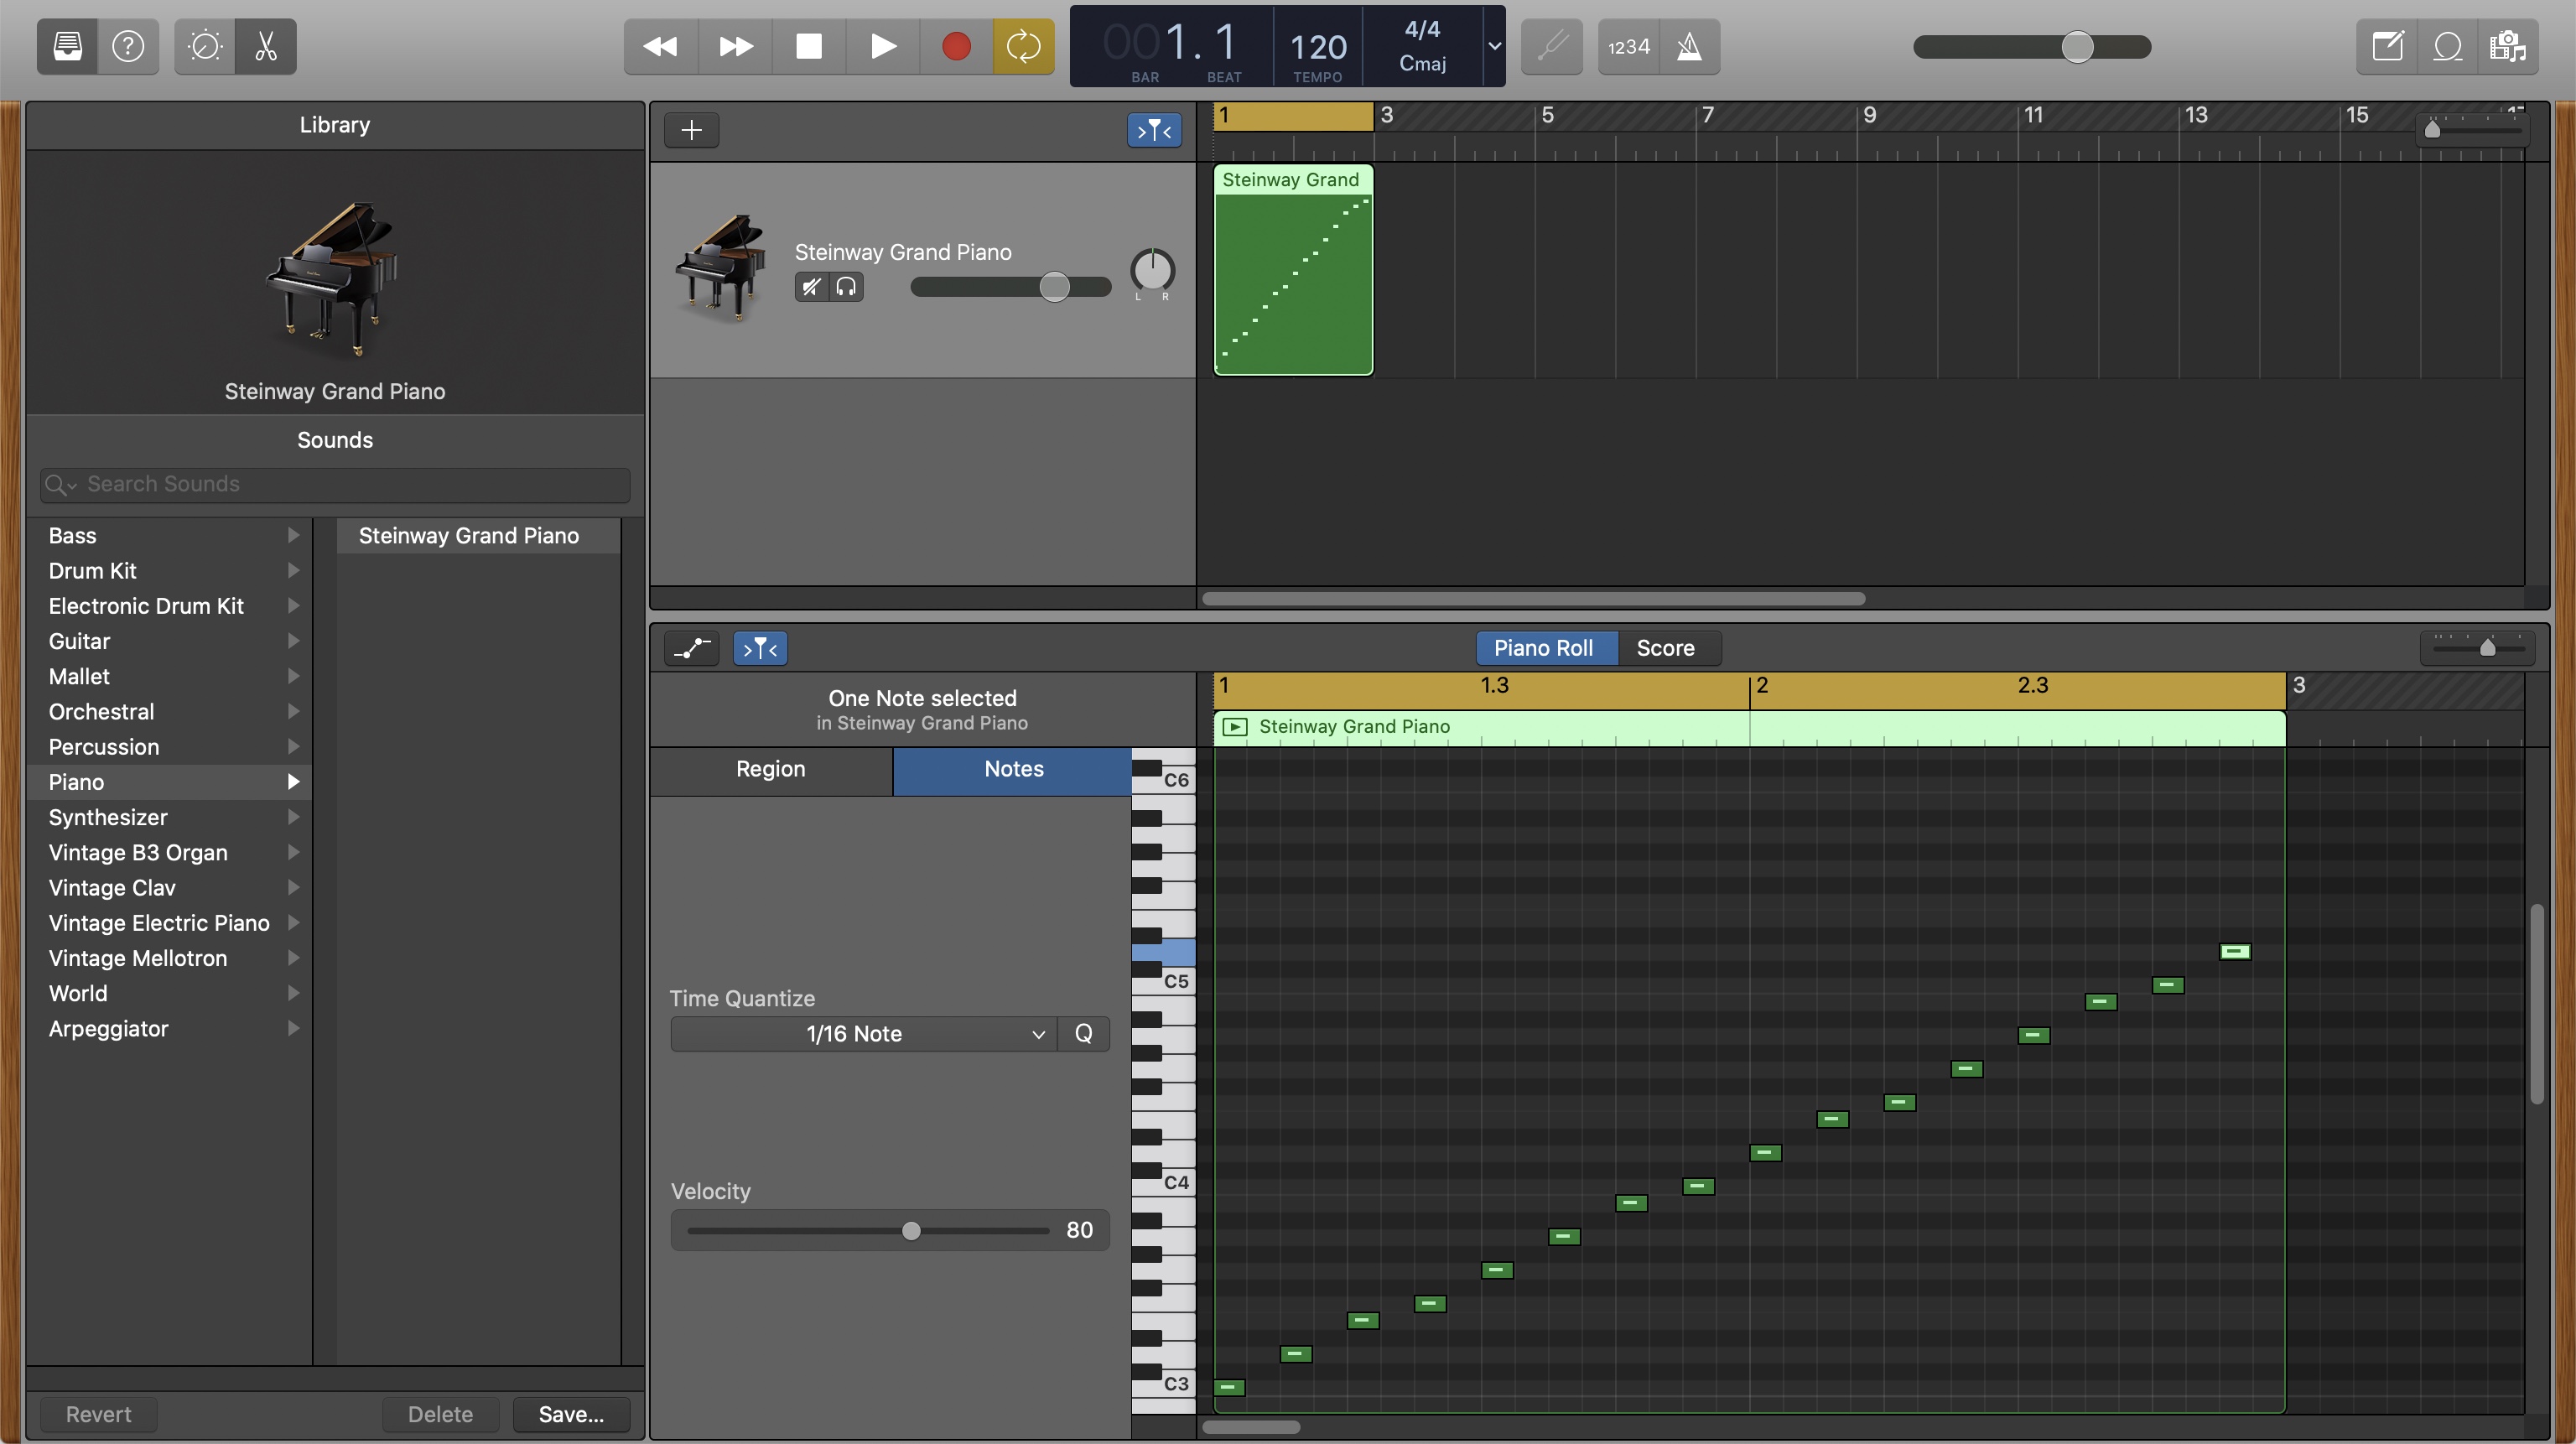 001.1
BAR
BEAT
120
TEMPO
4/4
Cmaj
1234
Library
Steinway Grand Piano
Sounds
Search Sounds
Bass
Drum Kit
Electronic Drum Kit
Guitar
Mallet
Orchestral
Percussion
Piano
Synthesizer
Vintage B3 Organ
Vintage Clav
Vintage Electric Piano
Vintage Mellotron
World
Arpeggiator
Steinway Grand Piano
Revert
Delete
Save...
1 3 5 7 9 11 13 15
Steinway Grand Piano
L R
Steinway Grand
Piano Roll
Score
One Note selected
in Steinway Grand Piano
1 1.3 2 2.3 3
Steinway Grand Piano
Region
Notes
Time Quantize
1/16 Note
Q
Velocity
80
C6
C5
C4
C3